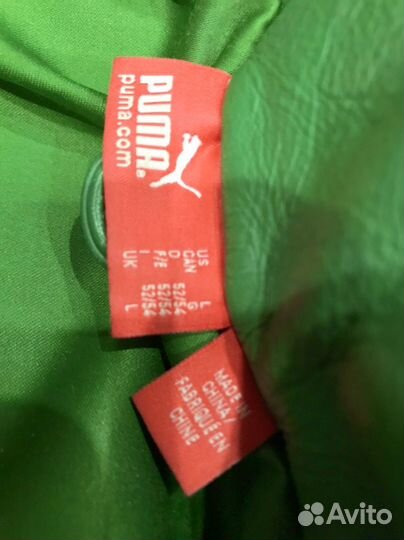 PUMA®
puma.com
US L
CAN G
D 52/54
F/E 52/54
I 52/54
UK L
MADE IN
CHINA/
FABRIQUÉ EN
CHINE
Avito